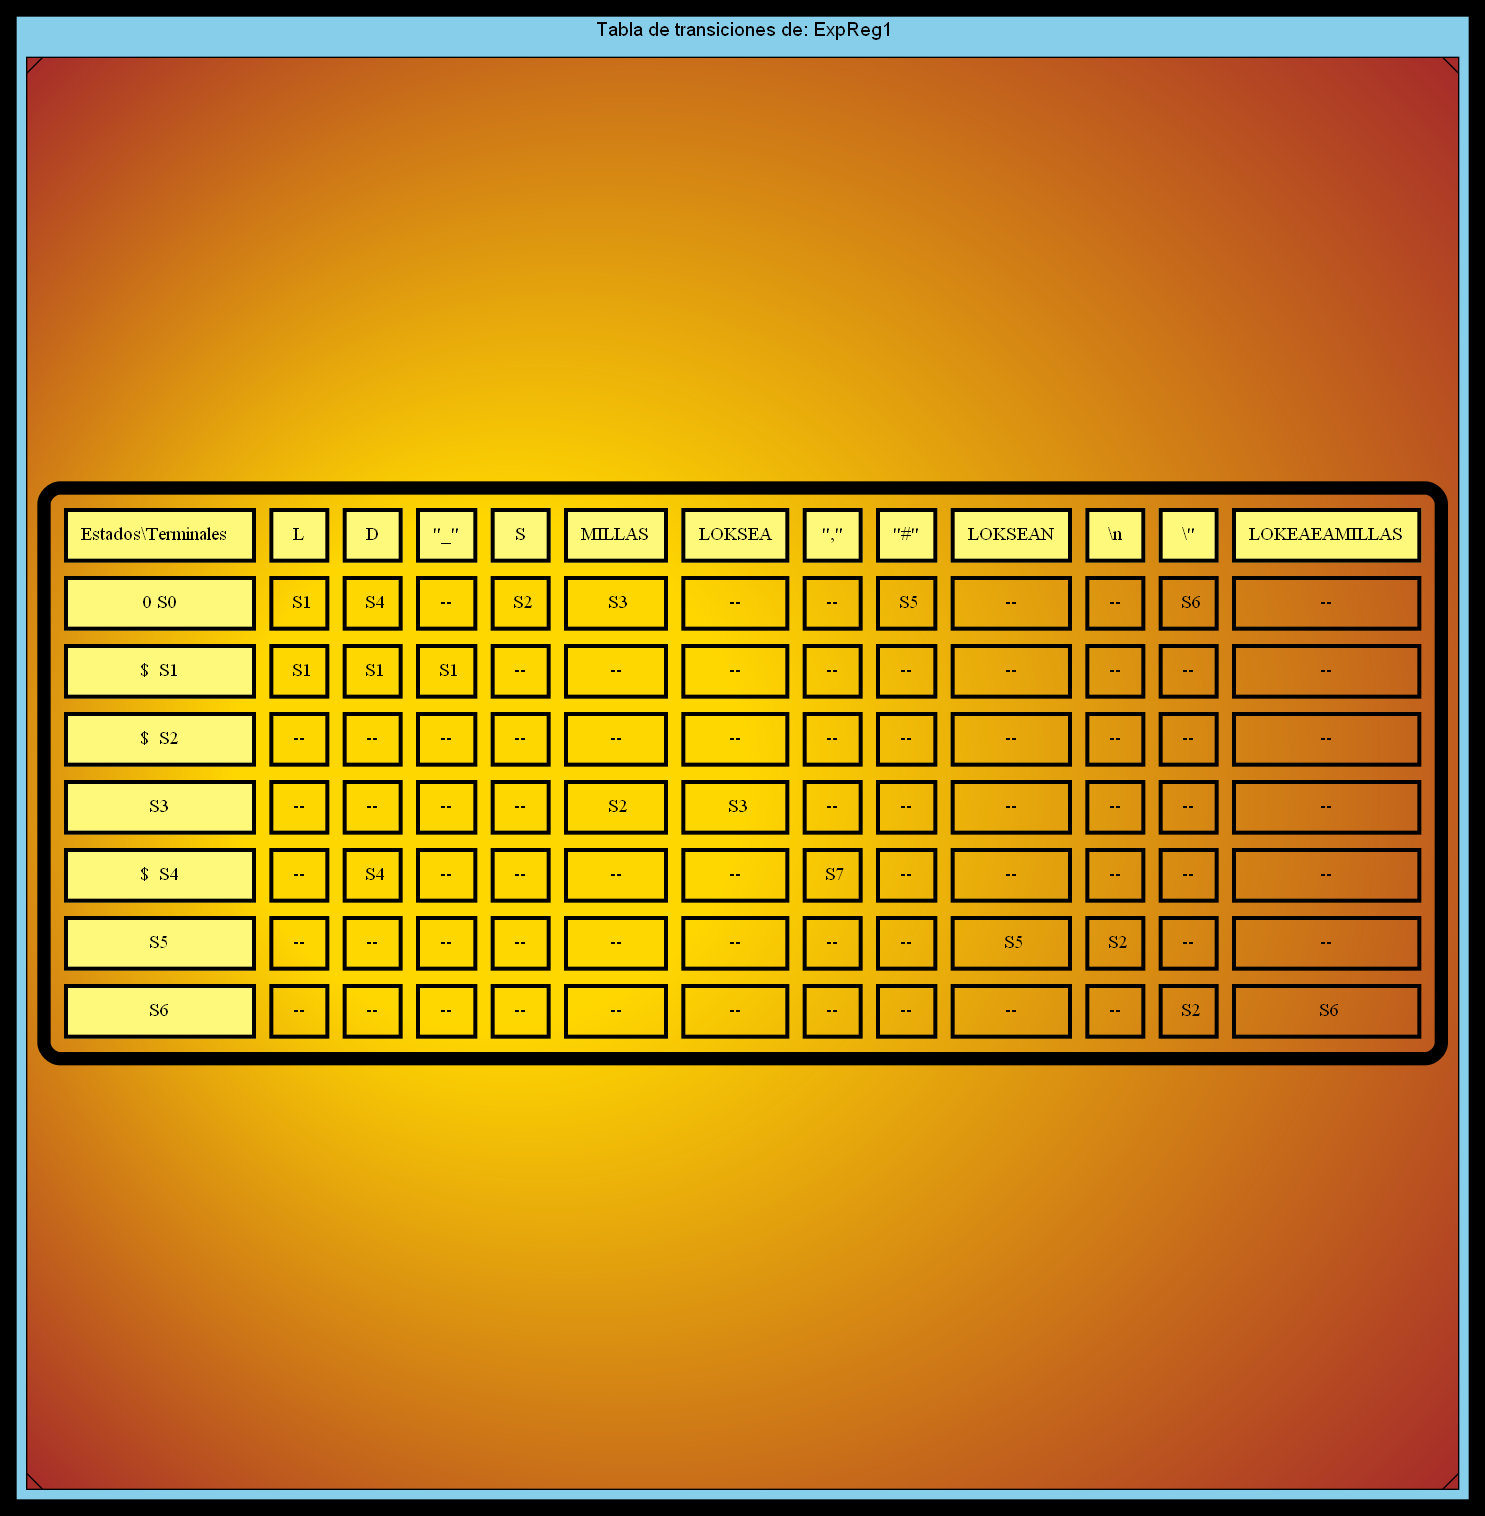 Tabla de transiciones de: ExpReg1
Estados\Terminales L D "_" S MILLAS LOKSEA "," "#" LOKSEAN \n \" LOKEAEAMILLAS
0 S0 S1 S4 -- S2 S3 -- -- S5 -- -- S6 --
$ S1 S1 S1 S1 -- -- -- -- -- -- -- -- --
$ S2 -- -- -- -- -- -- -- -- -- -- -- --
S3 -- -- -- -- S2 S3 -- -- -- -- -- --
$ S4 -- S4 -- -- -- -- S7 -- -- -- -- --
S5 -- -- -- -- -- -- -- -- S5 S2 -- --
S6 -- -- -- -- -- -- -- -- -- -- S2 S6